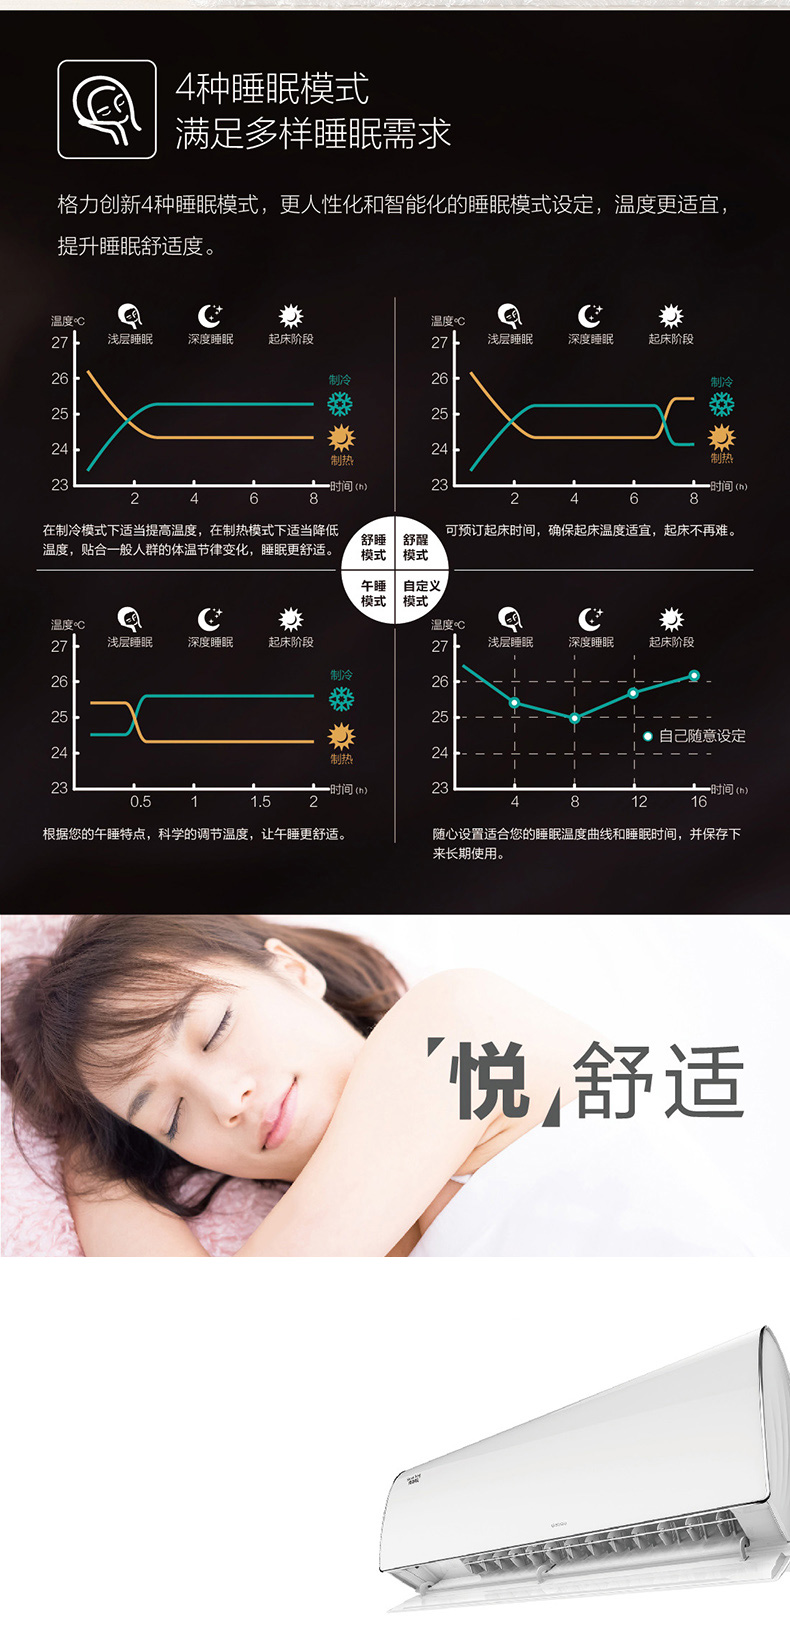 4种睡眠模式
满足多样睡眠需求
格力创新4种睡眠模式，更人性化和智能化的睡眠模式设定，温度更适宜，
提升睡眠舒适度。
温度℃
浅层睡眠 深度睡眠 起床阶段
27
26
25
24
23
制冷
制热
2 4 6 8 时间(h)
在制冷模式下适当提高温度，在制热模式下适当降低
温度，贴合一般人群的体温节律变化，睡眠更舒适。
温度℃
浅层睡眠 深度睡眠 起床阶段
27
26
25
24
23
制冷
制热
2 4 6 8 时间(h)
可预订起床时间，确保起床温度适宜，起床不再难。
舒睡 舒醒
模式 模式
午睡 自定义
模式 模式
温度℃
浅层睡眠 深度睡眠 起床阶段
27
26
25
24
23
制冷
制热
0.5 1 1.5 2 时间(h)
根据您的午睡特点，科学的调节温度，让午睡更舒适。
温度℃
浅层睡眠 深度睡眠 起床阶段
27
26
25
24
23
自己随意设定
4 8 12 16 时间(h)
随心设置适合您的睡眠温度曲线和睡眠时间，并保存下
来长期使用。
「悦」舒适